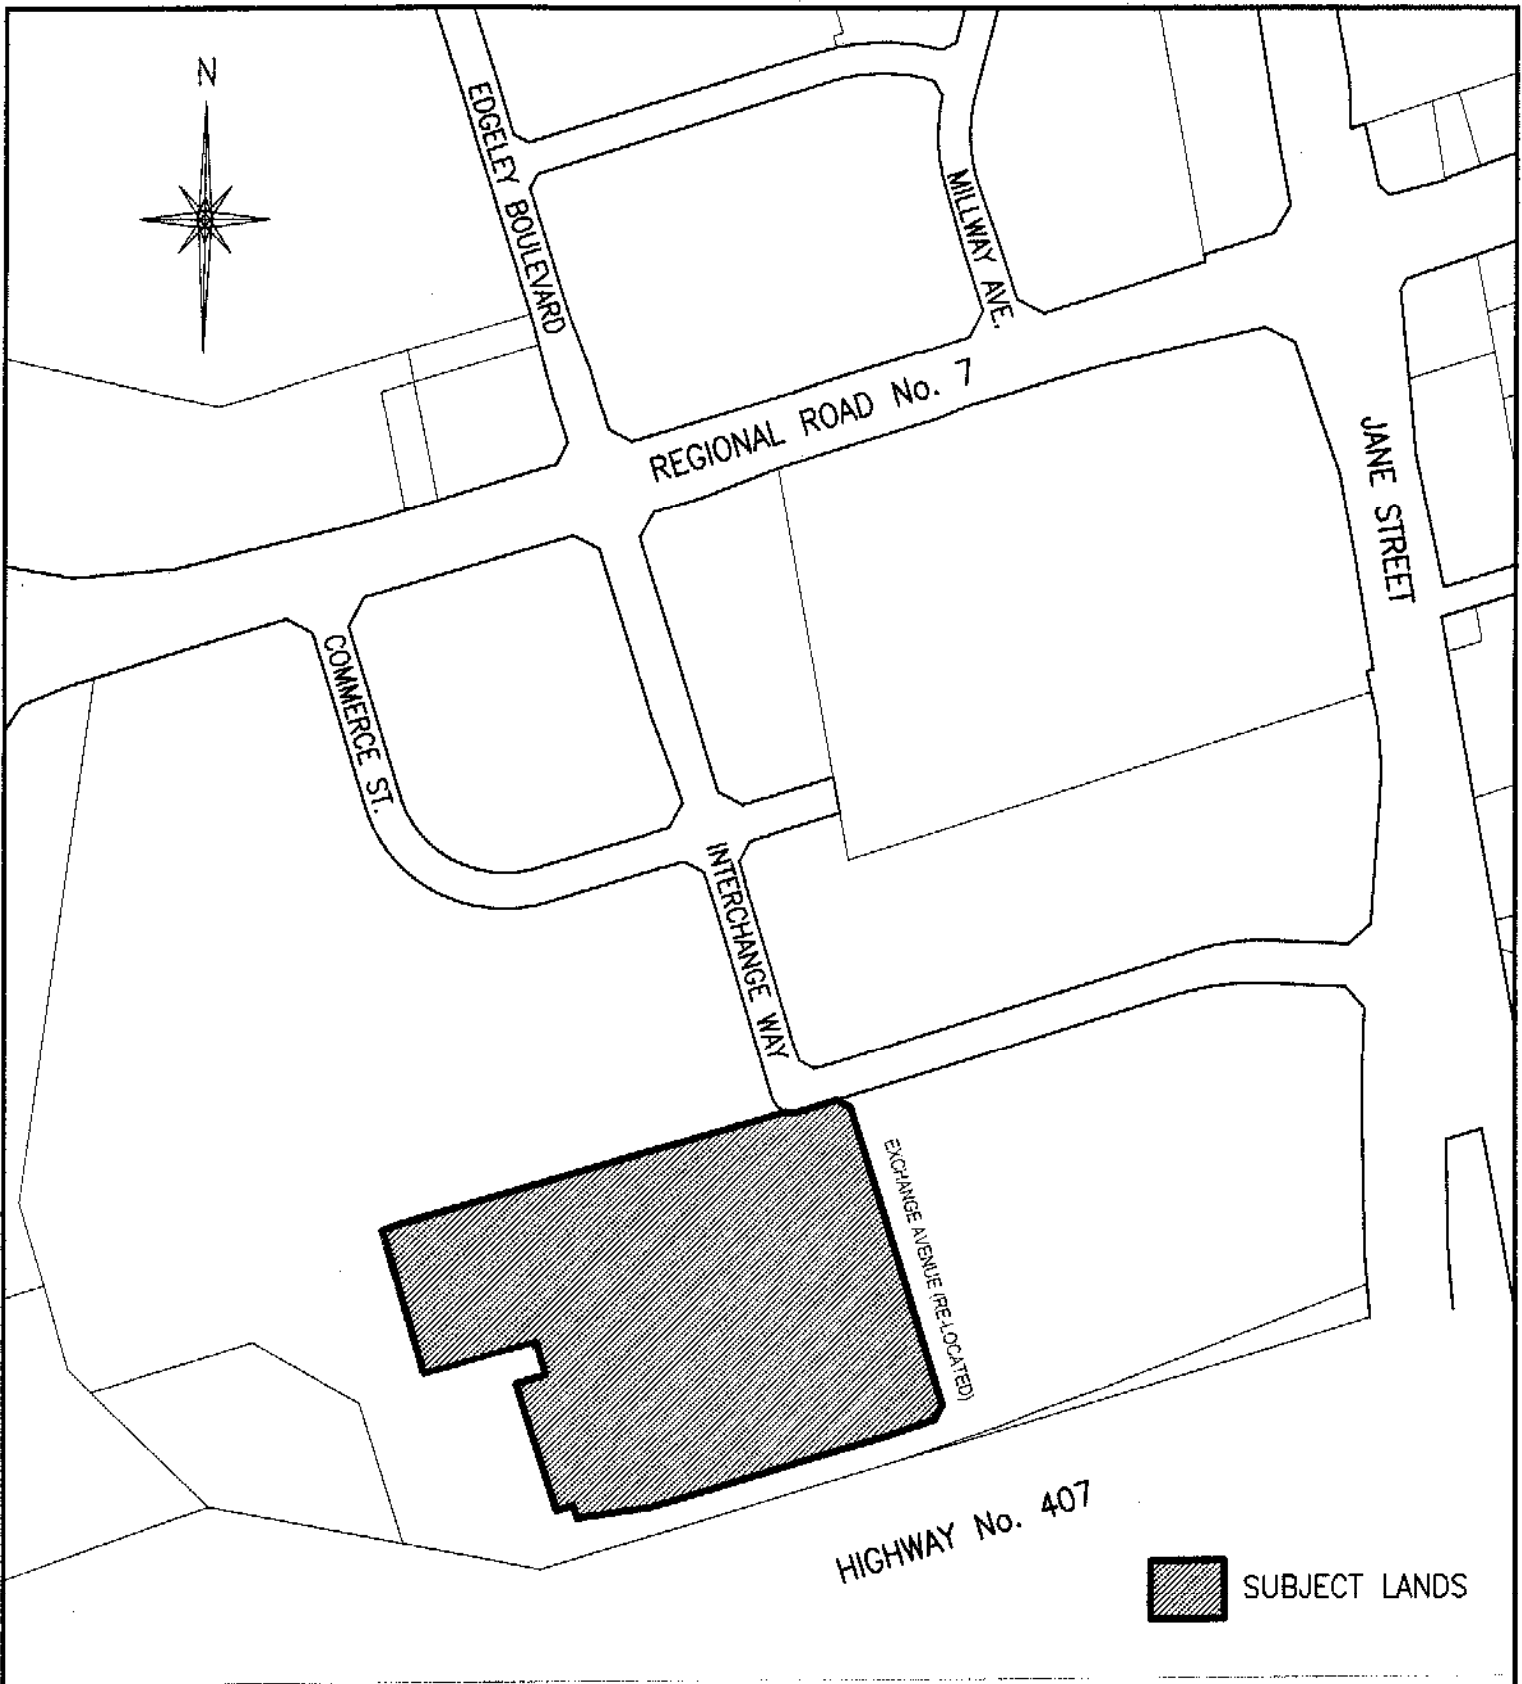 N
EDGELEY BOULEVARD
MILLWAY AVE.
REGIONAL ROAD No. 7
JANE STREET
COMMERCE ST.
INTERCHANGE WAY
EXCHANGE AVENUE (RE-LOCATED)
HIGHWAY No. 407
SUBJECT LANDS